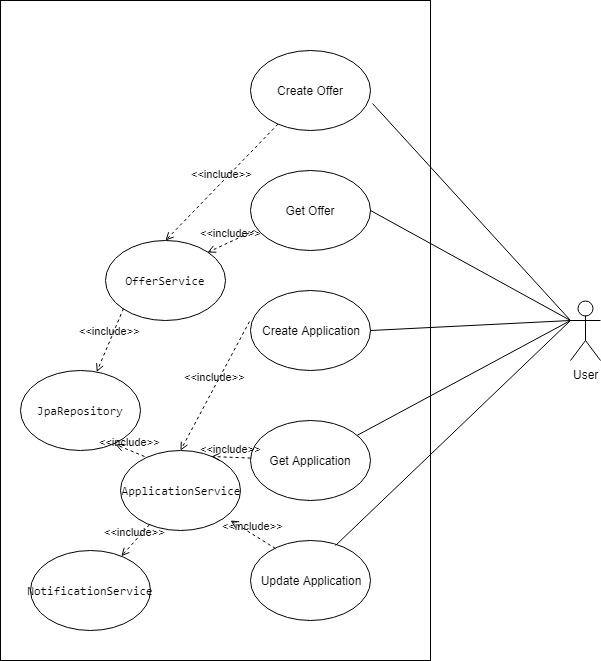 Create Offer
<<include>>
Get Offer
<<include>>
OfferService
Create Application
<<include>>
User
<<include>>
JpaRepository
<<include>>
<<include>>
Get Application
ApplicationService
<<include>>
<<include>>
Update Application
NotificationService